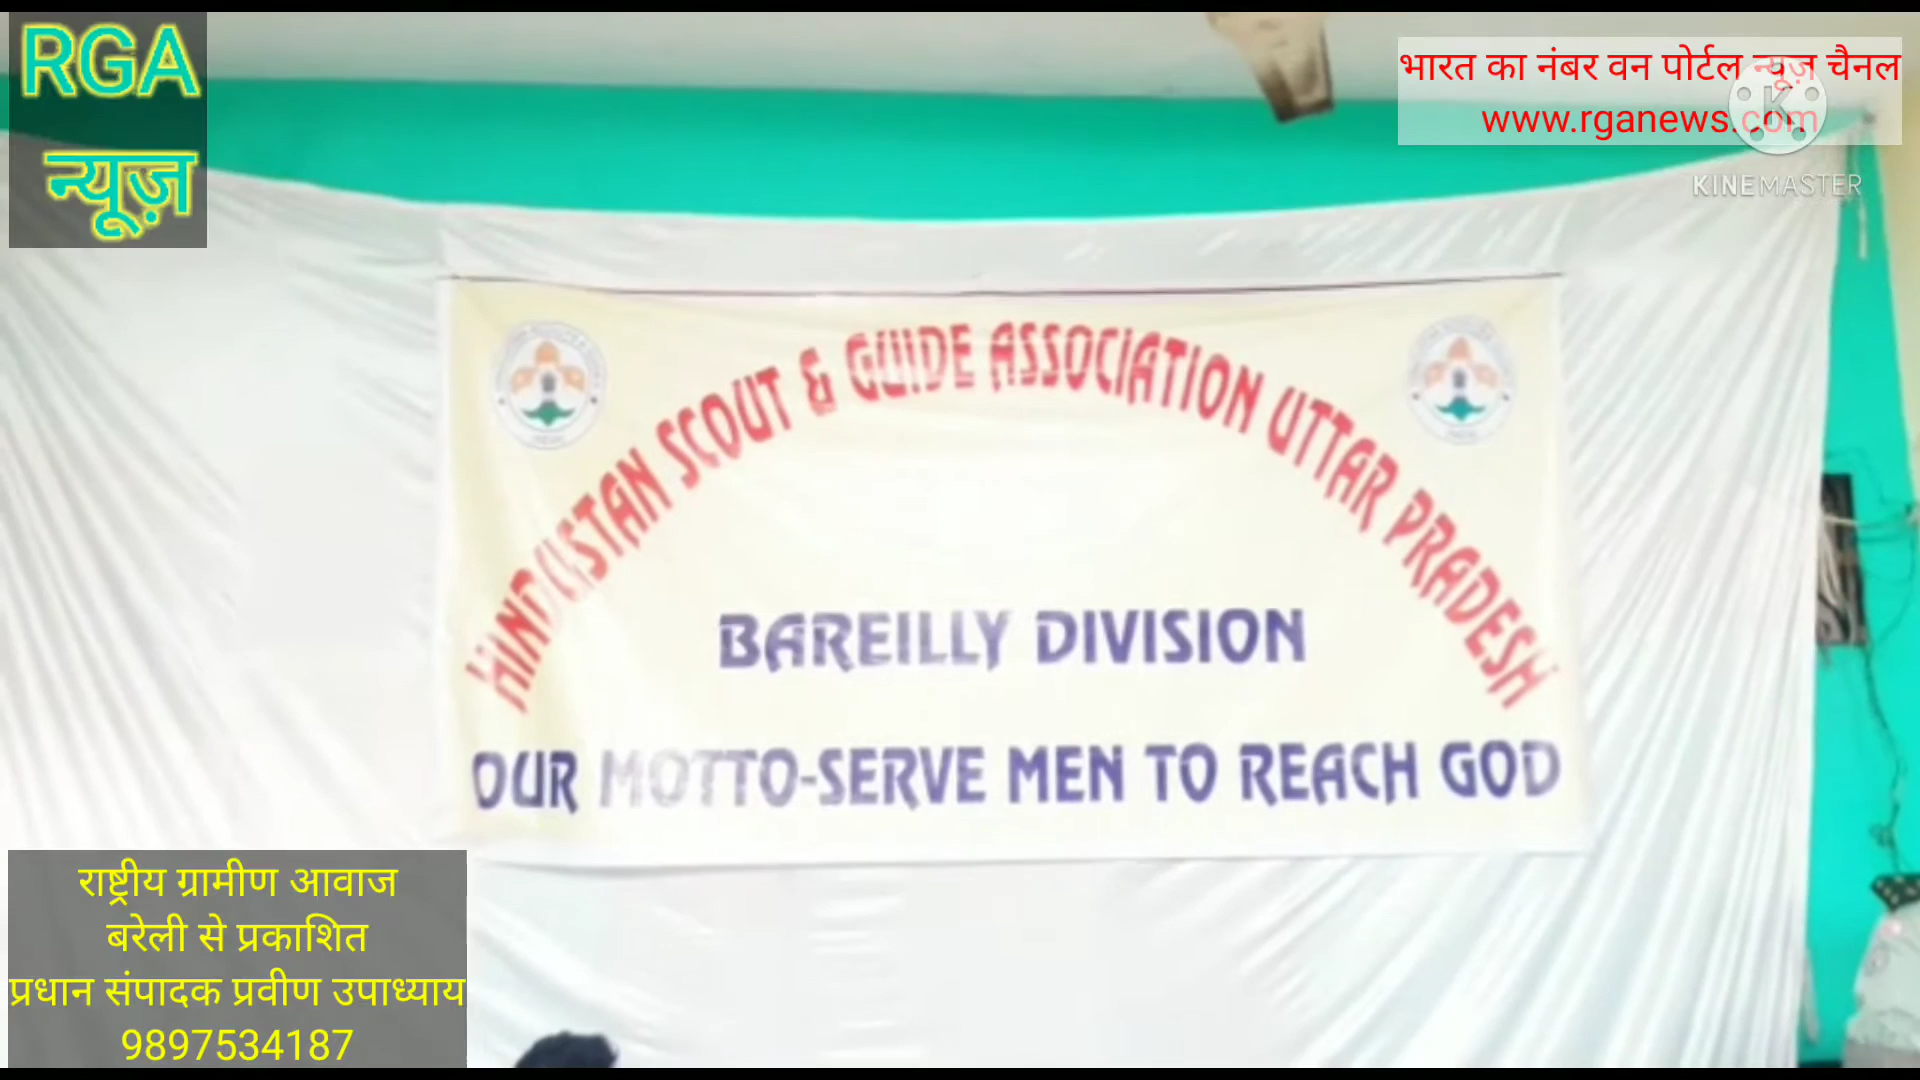 RGA
न्यूज़
भारत का नंबर वन पोर्टल न्यूज़ चैनल
www.rganews.com
KINEMASTER
HINDUSTAN SCOUT & GUIDE ASSOCIATION UTTAR PRADESH
BAREILLY DIVISION
OUR MOTTO-SERVE MEN TO REACH GOD
राष्ट्रीय ग्रामीण आवाज
बरेली से प्रकाशित
प्रधान संपादक प्रवीण उपाध्याय
9897534187